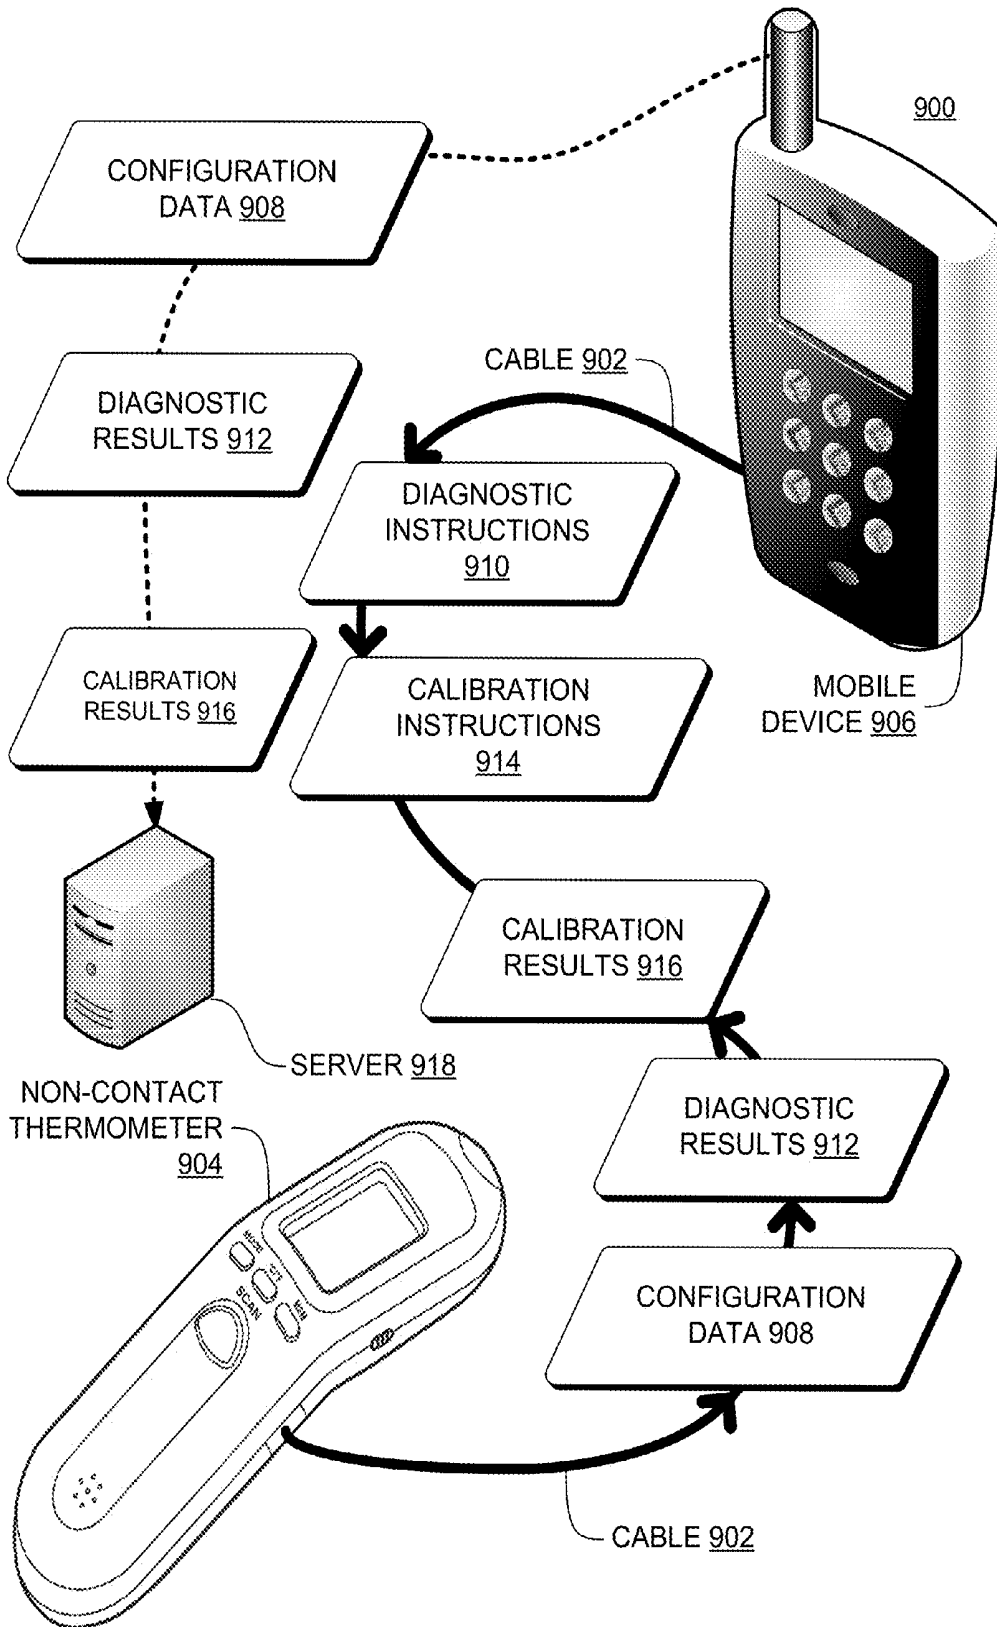 900
CONFIGURATION
DATA 908
CABLE 902
DIAGNOSTIC
RESULTS 912
DIAGNOSTIC
INSTRUCTIONS
910
CALIBRATION
RESULTS 916
CALIBRATION
INSTRUCTIONS
914
MOBILE
DEVICE 906
CALIBRATION
RESULTS 916
SERVER 918
NON-CONTACT
THERMOMETER
904
DIAGNOSTIC
RESULTS 912
CONFIGURATION
DATA 908
SCAN
CABLE 902